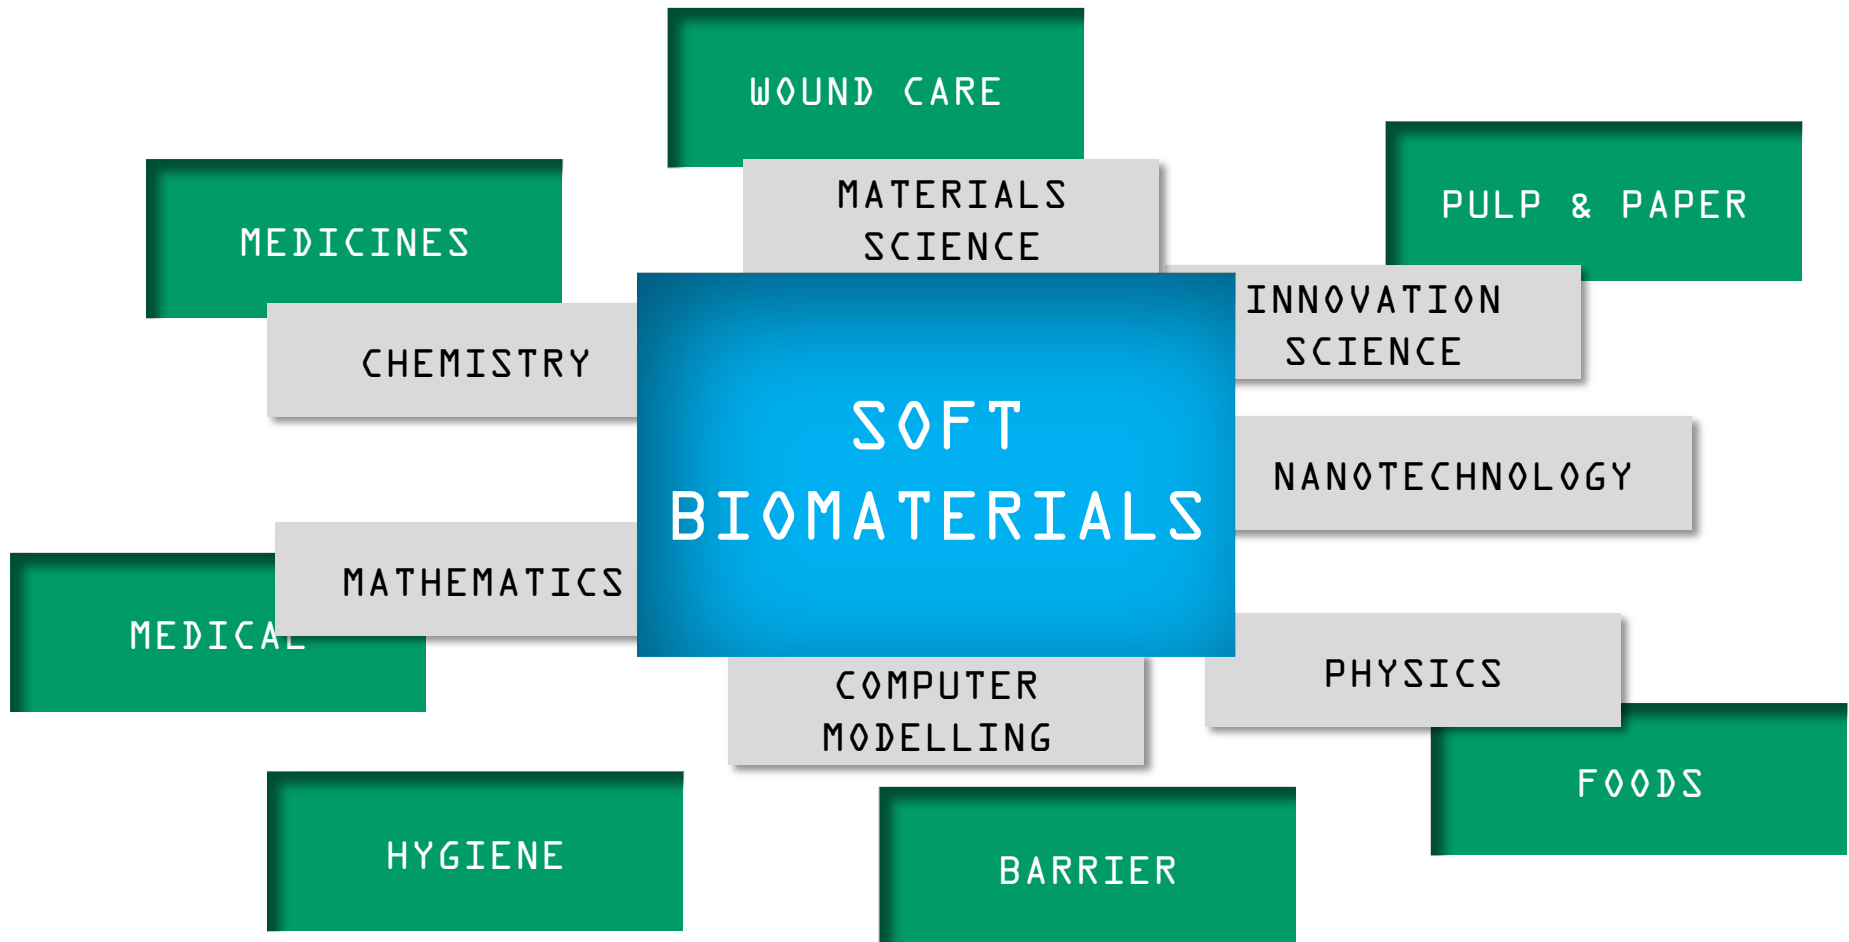 WOUND CARE
MATERIALS
SCIENCE
PULP & PAPER
MEDICINES
INNOVATION
SCIENCE
CHEMISTRY
SOFT
BIOMATERIALS
NANOTECHNOLOGY
MATHEMATICS
MEDICAL
COMPUTER
MODELLING
PHYSICS
FOODS
HYGIENE
BARRIER